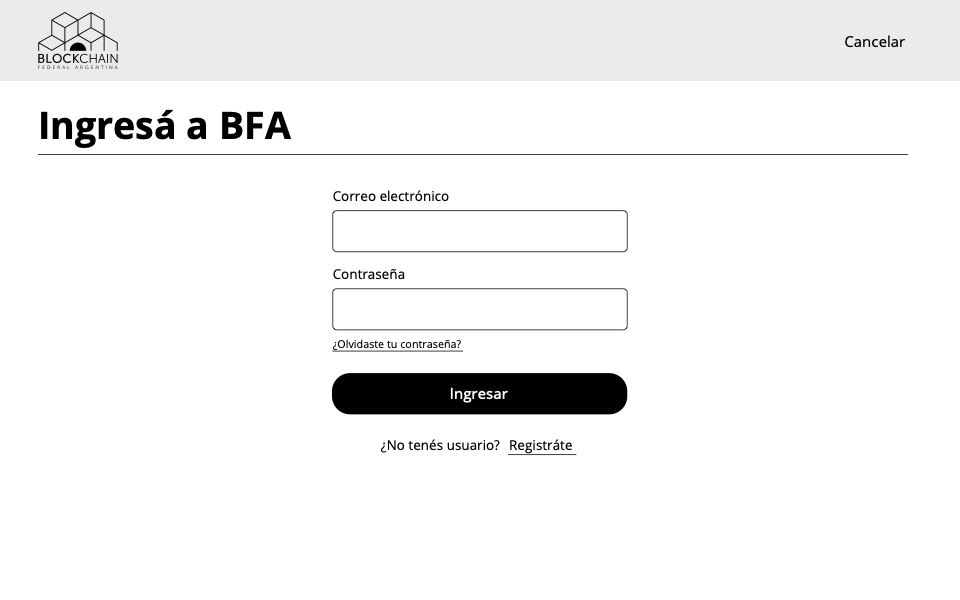 BLOCKCHAIN
FEDERAL ARGENTINA
Cancelar
Ingresá a BFA
Correo electrónico
Contraseña
¿Olvidaste tu contraseña?
Ingresar
¿No tenés usuario? Registráte